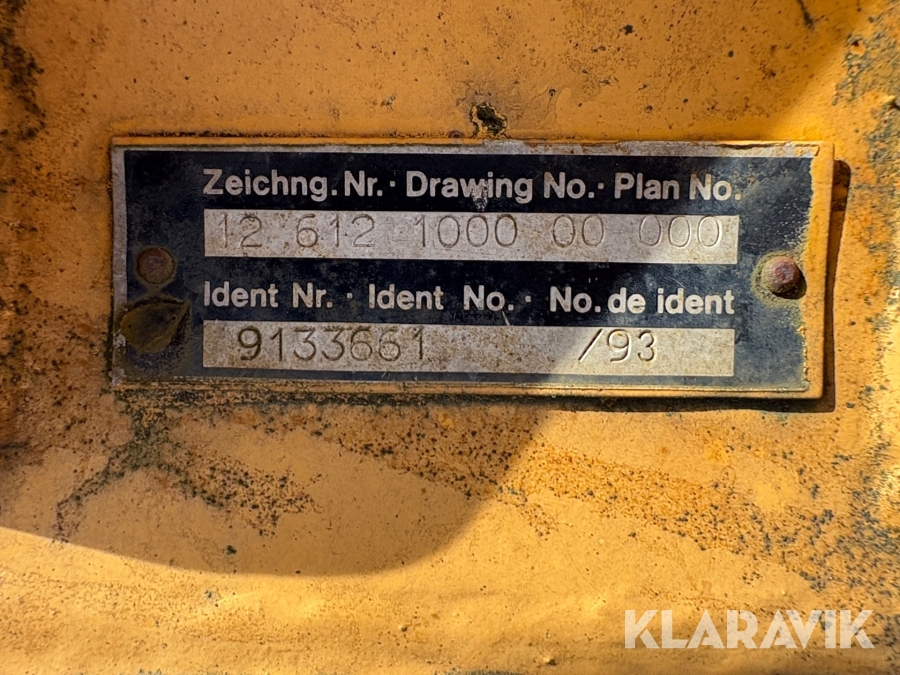 Zeichng. Nr. · Drawing No. · Plan No.
12 612 1000 00 000
Ident Nr. · Ident No. · No. de ident
9133661 /93
KLARAVIK